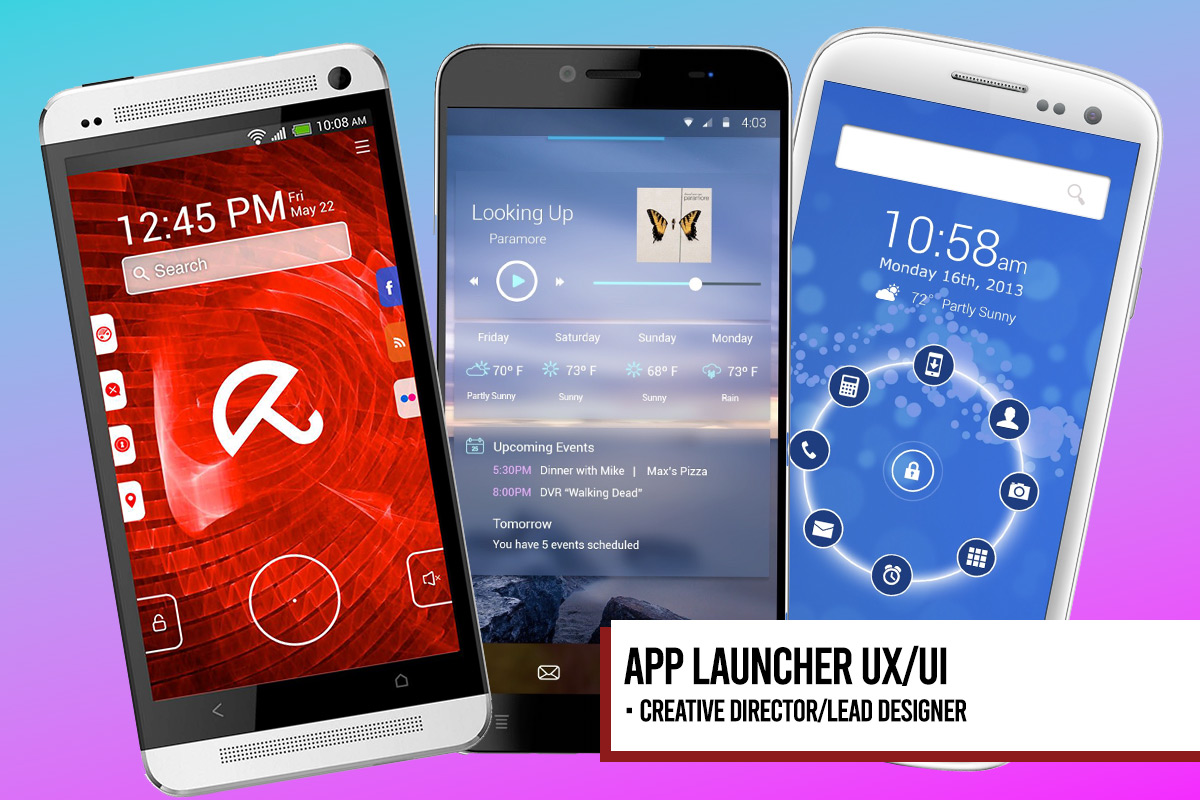 10:08 AM
12:45 PM
Fri
May 22
Search
f
4:03
Looking Up
Paramore
paramore
Friday Saturday Sunday Monday
70° F 73° F 68° F 73° F
Partly Sunny Sunny Sunny Rain
25
Upcoming Events
5:30PM Dinner with Mike | Max's Pizza
8:00PM DVR “Walking Dead”
Tomorrow
You have 5 events scheduled
10:58am
Monday 16th, 2013
72° Partly Sunny
APP LAUNCHER UX/UI
· CREATIVE DIRECTOR/LEAD DESIGNER